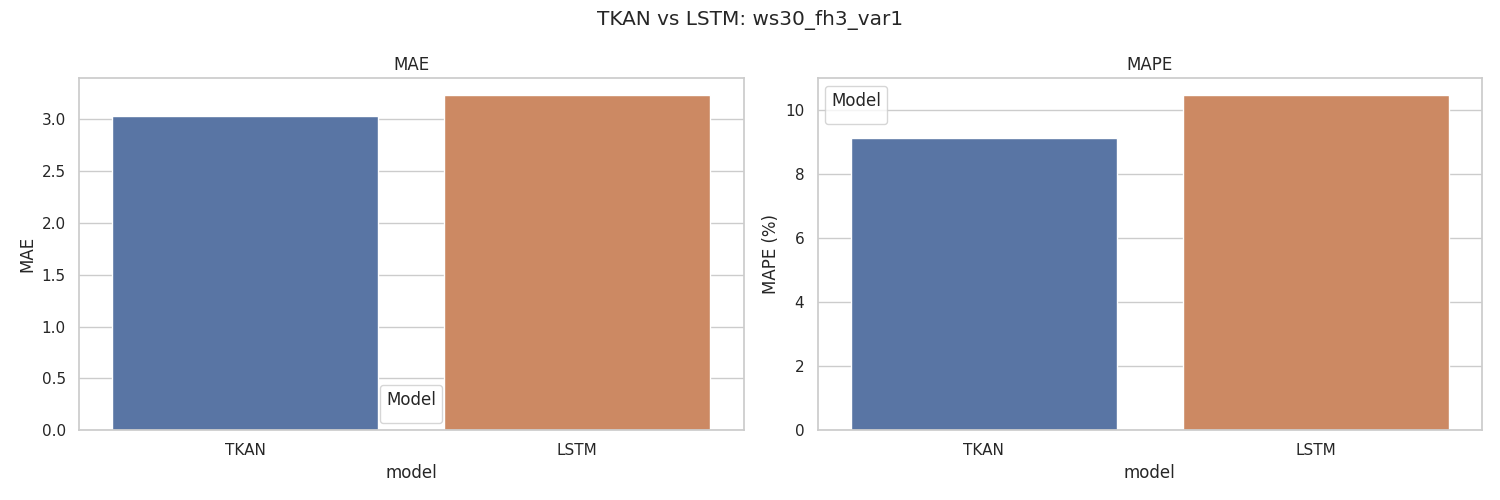 TKAN vs LSTM: ws30_fh3_var1
MAE
3.0
2.5
2.0
1.5
1.0
0.5
0.0
MAE
Model
TKAN
LSTM
model
MAPE
10
8
6
4
2
0
MAPE (%)
Model
TKAN
LSTM
model